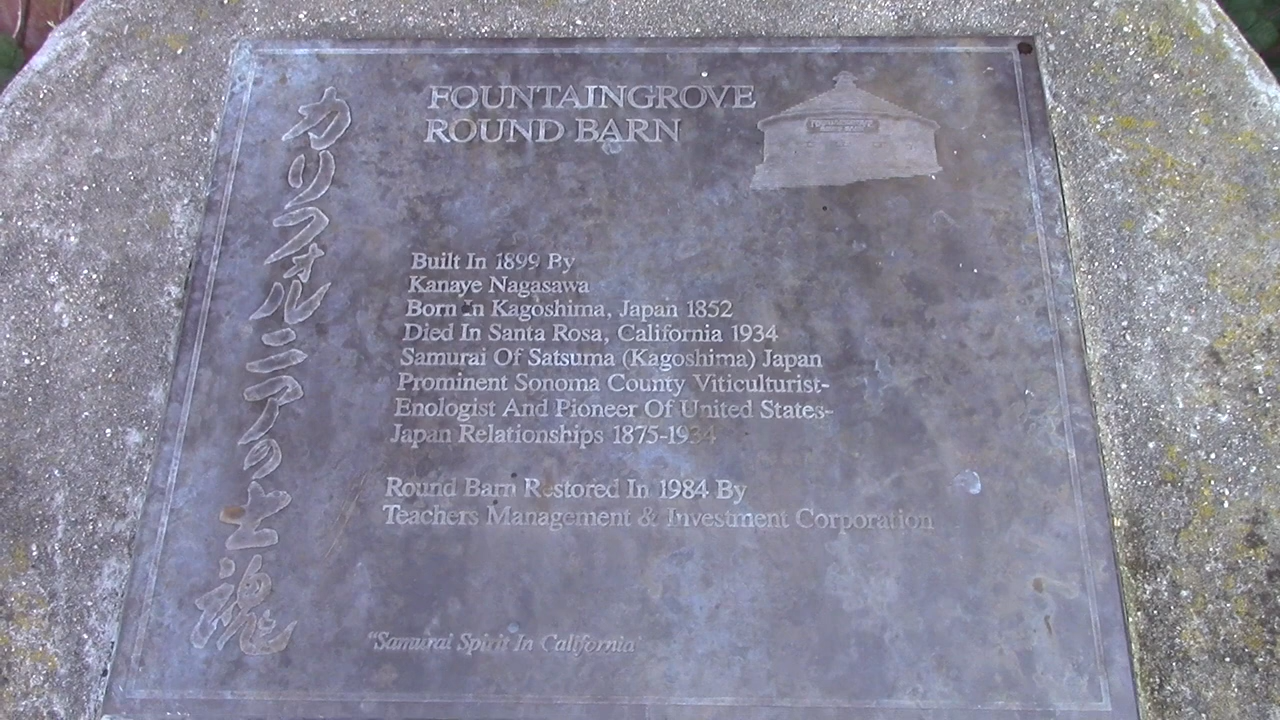 FOUNTAINGROVE
ROUND BARN
カリフォルニアの士魂
Built In 1899 By
Kanaye Nagasawa
Born In Kagoshima, Japan 1852
Died In Santa Rosa, California 1934
Samurai Of Satsuma (Kagoshima) Japan
Prominent Sonoma County Viticulturist-
Enologist And Pioneer Of United States-
Japan Relationships 1875-1934
Round Barn Restored In 1984 By
Teachers Management & Investment Corporation
"Samurai Spirit In California"